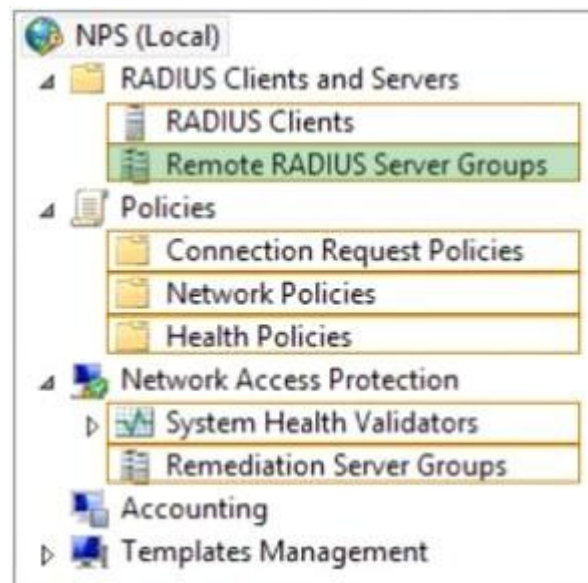 NPS (Local)
RADIUS Clients and Servers
RADIUS Clients
Remote RADIUS Server Groups
Policies
Connection Request Policies
Network Policies
Health Policies
Network Access Protection
System Health Validators
Remediation Server Groups
Accounting
Templates Management